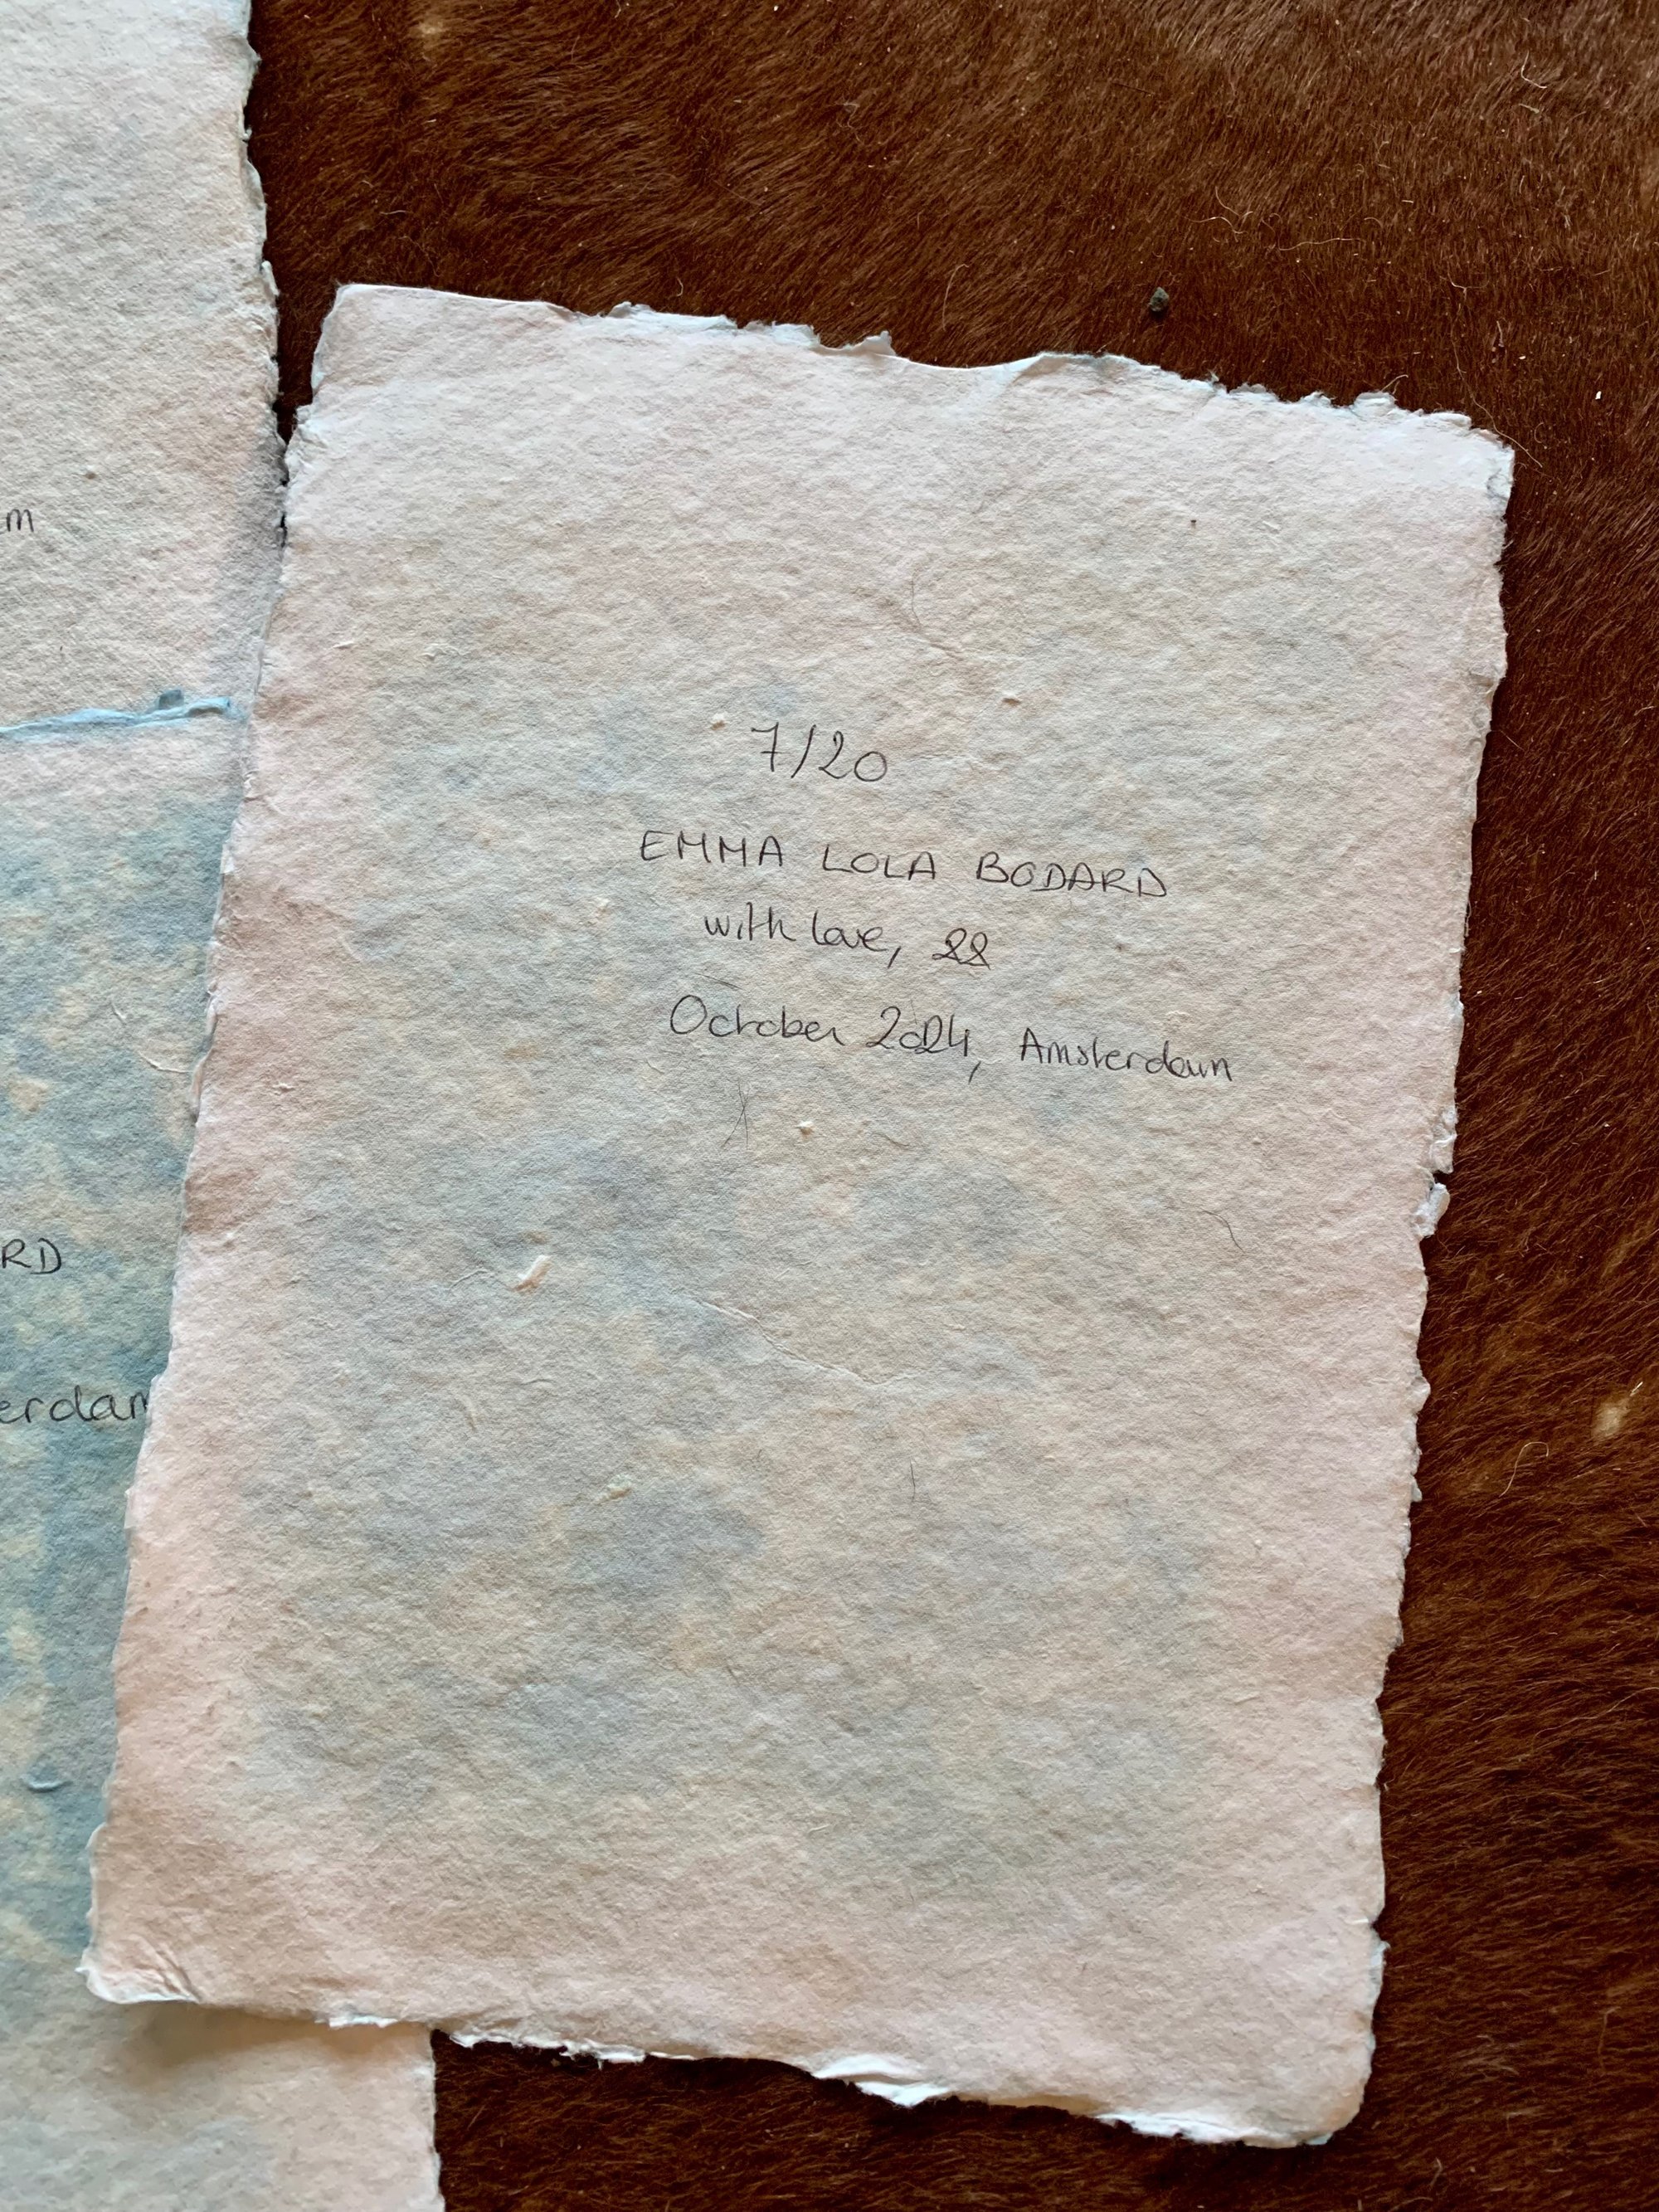 m
RD
erdam
7/20
EMMA LOLA BODARD
with love, 22
October 2024, Amsterdam